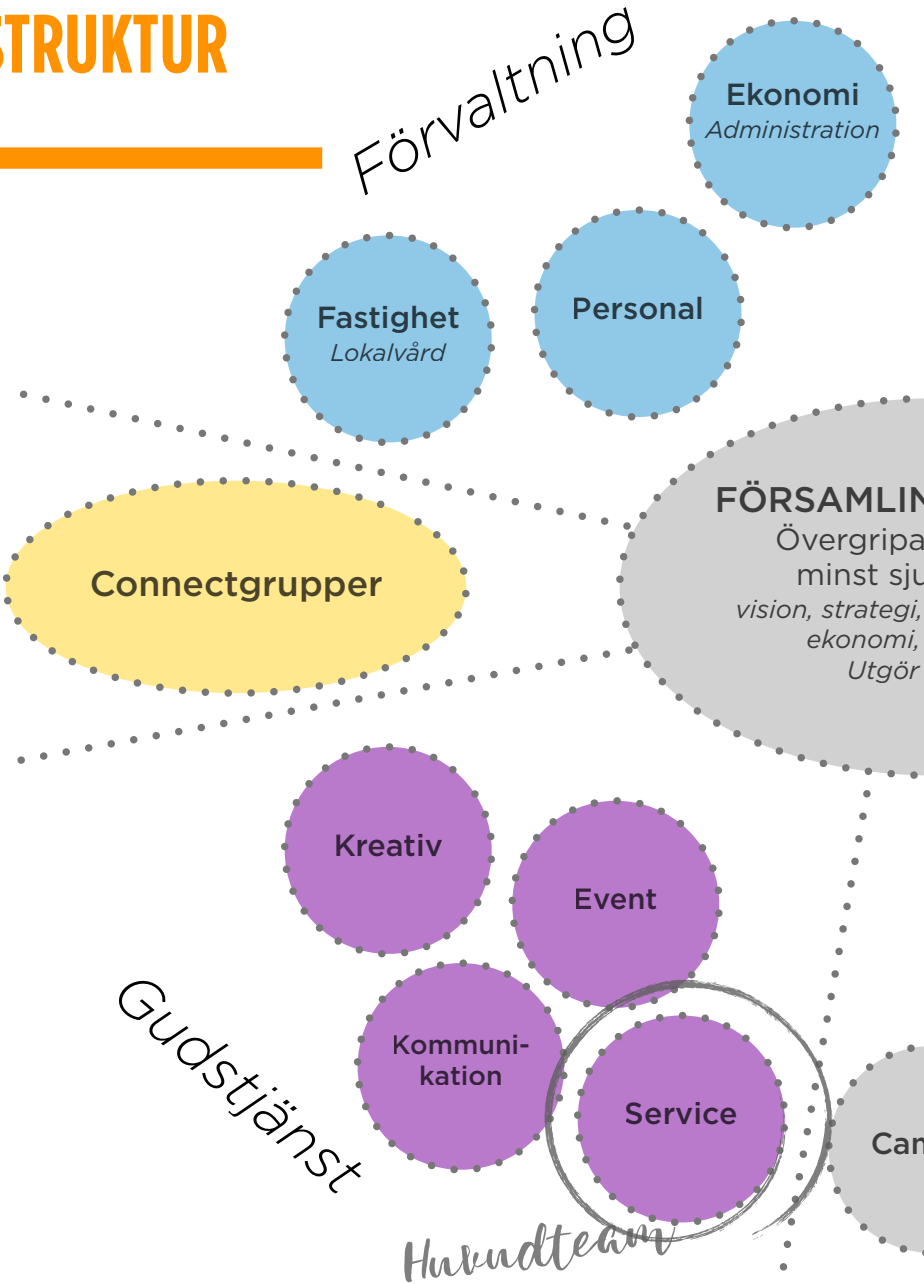 STRUKTUR
Förvaltning
Ekonomi
Administration
Fastighet
Lokalvård
Personal
Connectgrupper
FÖRSAMLIN
Övergripa
minst sju
vision, strategi,
ekonomi,
Utgör
Kreativ
Event
Gudstjänst
Kommuni-
kation
Service
Can
Huvudteam